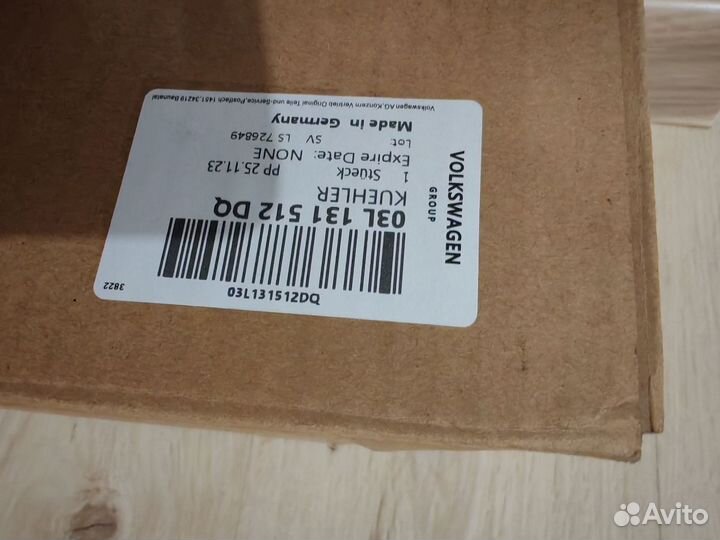 Volkswagen AG, Konzern Vertrieb Original Teile und-Service, Postfach 1451, 34219 Baunatal
Made in Germany
Lot: SV LS 726849
Expire Date: NONE
1 Stüeck PP 25.11.23
KUEHLER
03L 131 512 DQ
03L131512DQ
3822
VOLKSWAGEN
GROUP
Avito